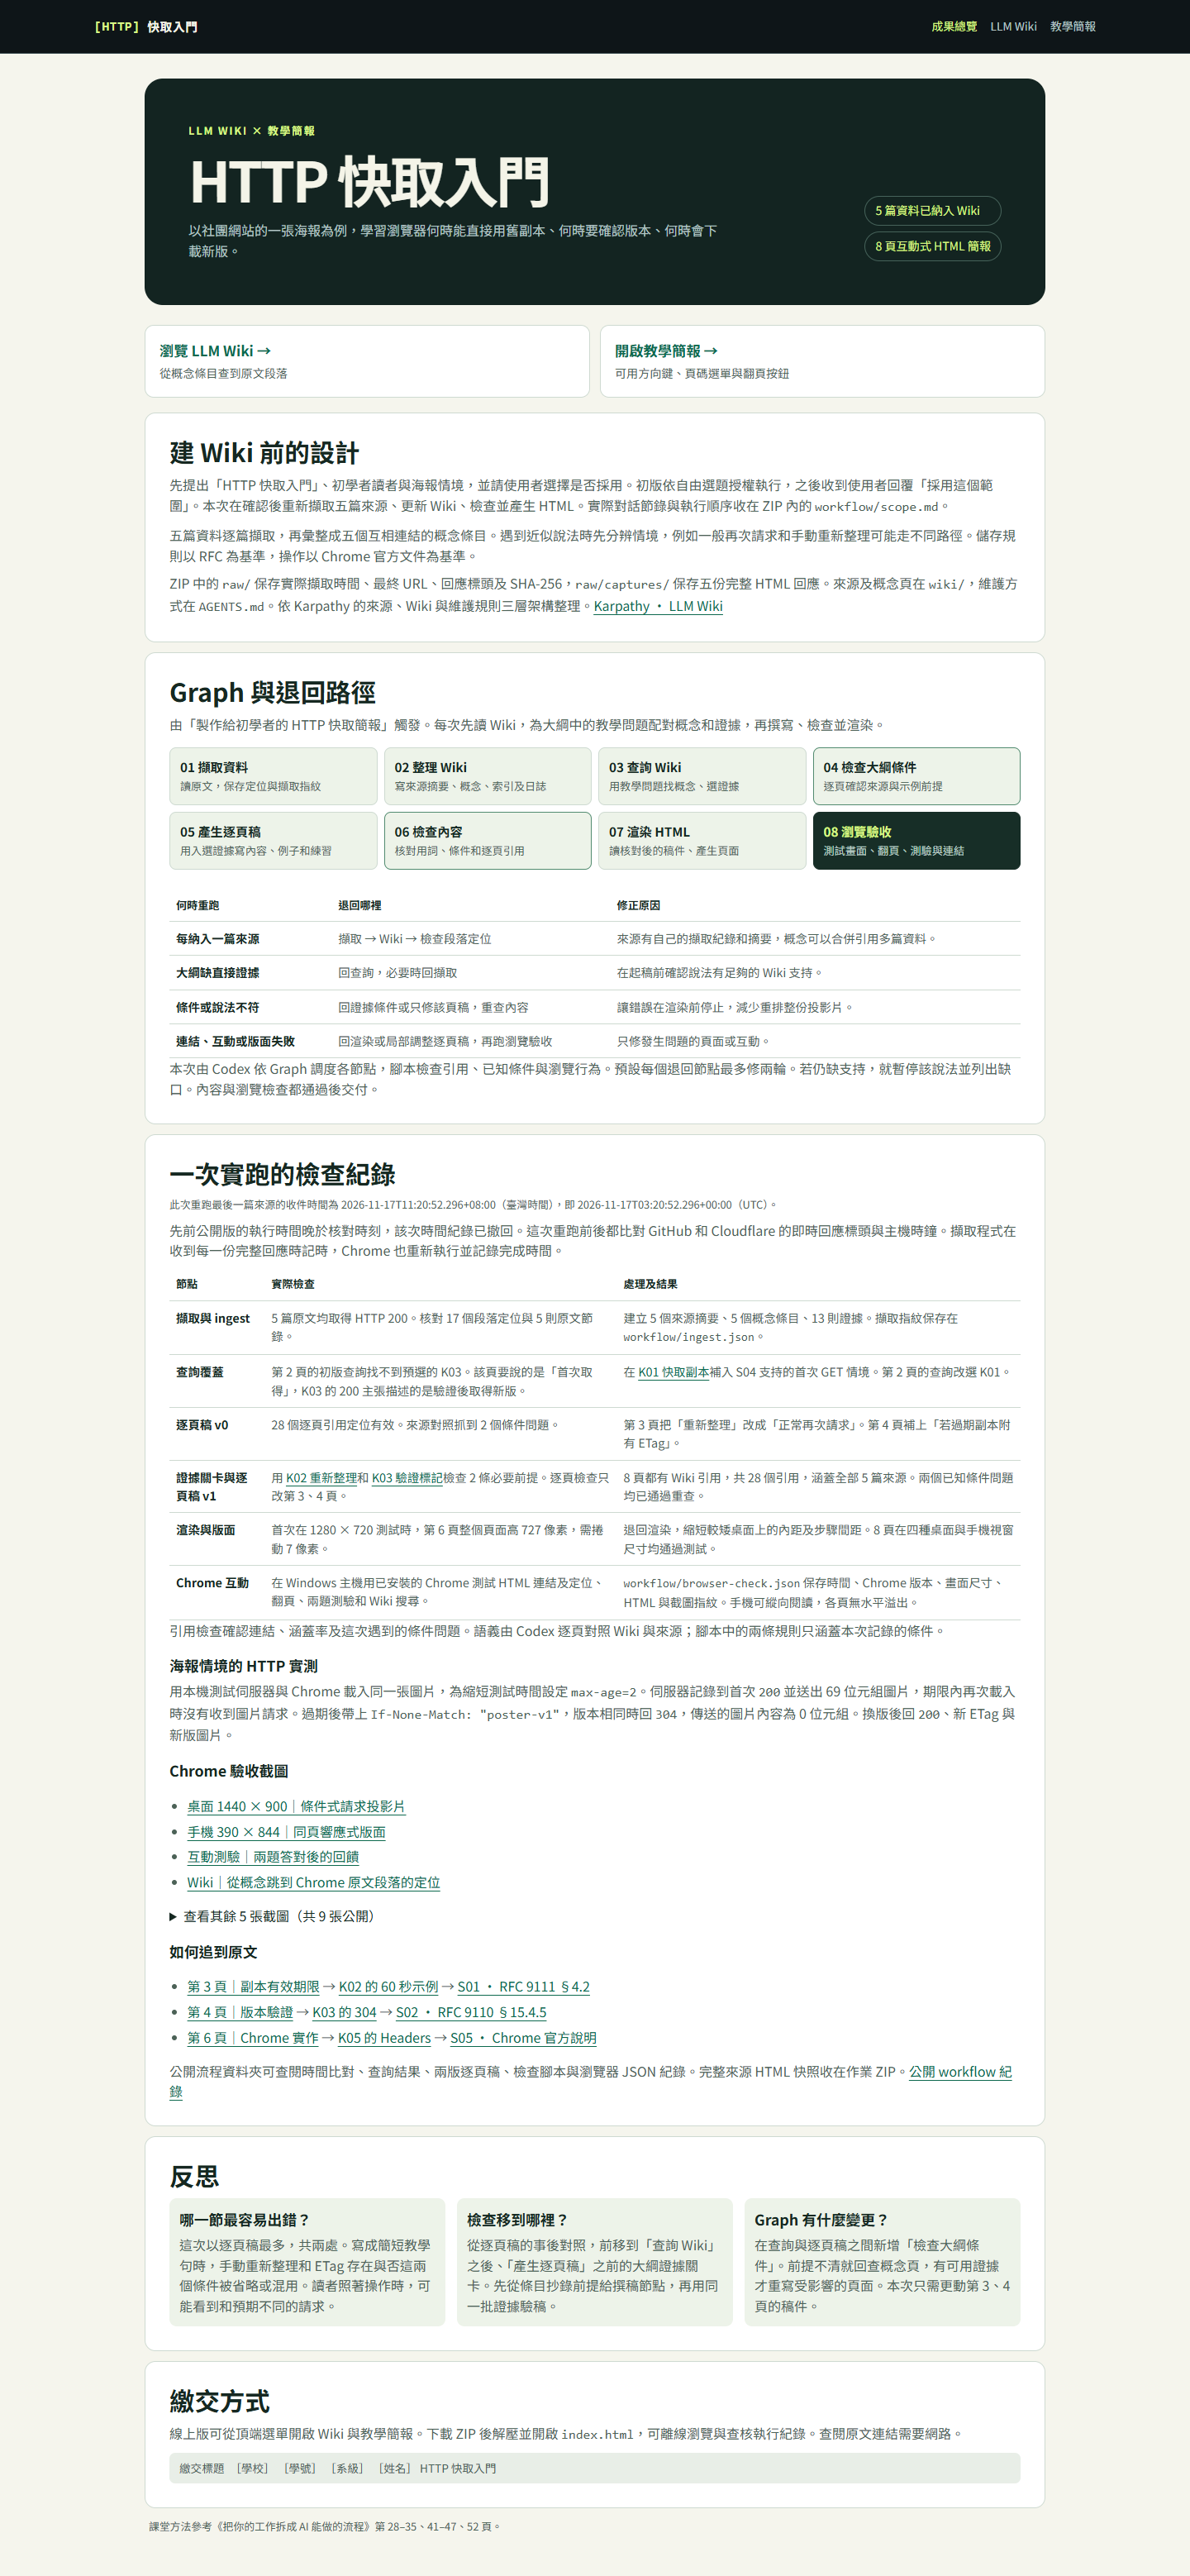 [HTTP] 快取入門
成果總覽 LLM Wiki 教學簡報
LLM WIKI × 教學簡報
HTTP 快取入門
以社團網站的一張海報為例，學習瀏覽器何時能直接用舊副本、何時要確認版本、何時會下
載新版。
5 篇資料已納入 Wiki
8 頁互動式 HTML 簡報
瀏覽 LLM Wiki →
從概念條目查到原文段落
開啟教學簡報 →
可用方向鍵、頁碼選單與翻頁按鈕
建 Wiki 前的設計
先提出「HTTP 快取入門」、初學者讀者與海報情境，並請使用者選擇是否採用。初版依自由選題授權執行，之後收到使用者回覆「採用這個範
圍」。本次在確認後重新擷取五篇來源、更新 Wiki、檢查並產生 HTML。實際對話節錄與執行順序收在 ZIP 內的 workflow/scope.md。
五篇資料逐篇擷取，再彙整成五個互相連結的概念條目。遇到近似說法時先分辨情境，例如一般再次請求和手動重新整理可能走不同路徑。儲存規
則以 RFC 為基準，操作以 Chrome 官方文件為基準。
ZIP 中的 raw/ 保存實際擷取時間、最終 URL、回應標頭及 SHA-256，raw/captures/ 保存五份完整 HTML 回應。來源及概念頁在 wiki/，維護方
式在 AGENTS.md。依 Karpathy 的來源、Wiki 與維護規則三層架構整理。Karpathy · LLM Wiki
Graph 與退回路徑
由「製作給初學者的 HTTP 快取簡報」觸發。每次先讀 Wiki，為大綱中的教學問題配對概念和證據，再撰寫、檢查並渲染。
01 擷取資料
讀原文，保存定位與擷取指紋
02 整理 Wiki
寫來源摘要、概念、索引及日誌
03 查詢 Wiki
用教學問題找概念、選證據
04 檢查大綱條件
逐頁確認來源與示例前提
05 產生逐頁稿
用入選證據寫內容、例子和練習
06 檢查內容
核對用詞、條件和逐頁引用
07 渲染 HTML
讀核對後的稿件、產生頁面
08 瀏覽驗收
測試畫面、翻頁、測驗與連結
何時重跑 退回哪裡 修正原因
每納入一篇來源 擷取 → Wiki → 檢查段落定位 來源有自己的擷取紀錄和摘要，概念可以合併引用多篇資料。
大綱缺直接證據 回查詢，必要時回擷取 在起稿前確認說法有足夠的 Wiki 支持。
條件或說法不符 回證據條件或只修該頁稿，重查內容 讓錯誤在渲染前停止，減少重排整份投影片。
連結、互動或版面失敗 回渲染或局部調整逐頁稿，再跑瀏覽驗收 只修發生問題的頁面或互動。
本次由 Codex 依 Graph 調度各節點，腳本檢查引用、已知條件與瀏覽行為。預設每個退回節點最多修兩輪。若仍缺支持，就暫停該說法並列出缺
口。內容與瀏覽檢查都通過後交付。
一次實跑的檢查紀錄
此次重跑最後一篇來源的收件時間為 2026-11-17T11:20:52.296+08:00（臺灣時間），即 2026-11-17T03:20:52.296+00:00（UTC）。
先前公開版的執行時間晚於核對時刻，該次時間紀錄已撤回。這次重跑前後都比對 GitHub 和 Cloudflare 的即時回應標頭與主機時鐘。擷取程式在
收到每一份完整回應時記時，Chrome 也重新執行並記錄完成時間。
節點 實際檢查 處理及結果
擷取與 ingest 5 篇原文均取得 HTTP 200。核對 17 個段落定位與 5 則原文節 建立 5 個來源摘要、5 個概念條目、13 則證據。擷取指紋保存在
錄。 workflow/ingest.json。
查詢覆蓋 第 2 頁的初版查詢找不到預選的 K03。該頁要說的是「首次取 在 K01 快取副本補入 S04 支持的首次 GET 情境。第 2 頁的查詢改選 K01。
得」，K03 的 200 主張描述的是驗證後取得新版。
逐頁稿 v0 28 個逐頁引用定位有效。來源對照抓到 2 個條件問題。 第 3 頁把「重新整理」改成「正常再次請求」。第 4 頁補上「若過期副本附
有 ETag」。
證據關卡與逐 用 K02 重新整理和 K03 驗證標記檢查 2 條必要前提。逐頁檢查只 8 頁都有 Wiki 引用，共 28 個引用，涵蓋全部 5 篇來源。兩個已知條件問題
頁稿 v1 改第 3、4 頁。 均已通過重查。
渲染與版面 首次在 1280 × 720 測試時，第 6 頁整個頁面高 727 像素，需捲 退回渲染，縮短較矮桌面上的內距及步驟間距。8 頁在四種桌面與手機視窗
動 7 像素。 尺寸均通過測試。
Chrome 互動 在 Windows 主機用已安裝的 Chrome 測試 HTML 連結及定位、 workflow/browser-check.json 保存時間、Chrome 版本、畫面尺寸、
翻頁、兩題測驗和 Wiki 搜尋。 HTML 與截圖指紋。手機可縱向閱讀，各頁無水平溢出。
引用檢查確認連結、涵蓋率及這次遇到的條件問題。語義由 Codex 逐頁對照 Wiki 與來源；腳本中的兩條規則只涵蓋本次記錄的條件。
海報情境的 HTTP 實測
用本機測試伺服器與 Chrome 載入同一張圖片，為縮短測試時間設定 max-age=2。伺服器記錄到首次 200 並送出 69 位元組圖片，期限內再次載入
時沒有收到圖片請求。過期後帶上 If-None-Match: "poster-v1"，版本相同時回 304，傳送的圖片內容為 0 位元組。換版後回 200、新 ETag 與
新版圖片。
Chrome 驗收截圖
• 桌面 1440 × 900｜條件式請求投影片
• 手機 390 × 844｜同頁響應式版面
• 互動測驗｜兩題答對後的回饋
• Wiki｜從概念跳到 Chrome 原文段落的定位
▶ 查看其餘 5 張截圖（共 9 張公開）
如何追到原文
• 第 3 頁｜副本有效期限 → K02 的 60 秒示例 → S01 · RFC 9111 §4.2
• 第 4 頁｜版本驗證 → K03 的 304 → S02 · RFC 9110 §15.4.5
• 第 6 頁｜Chrome 實作 → K05 的 Headers → S05 · Chrome 官方說明
公開流程資料夾可查閱時間比對、查詢結果、兩版逐頁稿、檢查腳本與瀏覽器 JSON 紀錄。完整來源 HTML 快照收在作業 ZIP。公開 workflow 紀
錄
反思
哪一節最容易出錯？
這次以逐頁稿最多，共兩處。寫成簡短教學
句時，手動重新整理和 ETag 存在與否這兩
個條件被省略或混用。讀者照著操作時，可
能看到和預期不同的請求。
檢查移到哪裡？
從逐頁稿的事後對照，前移到「查詢 Wiki」
之後、「產生逐頁稿」之前的大綱證據關
卡。先從條目抄錄前提給撰稿節點，再用同
一批證據驗稿。
Graph 有什麼變更？
在查詢與逐頁稿之間新增「檢查大綱條
件」。前提不清就回查概念頁，有可用證據
才重寫受影響的頁面。本次只需更動第 3、4
頁的稿件。
繳交方式
線上版可從頂端選單開啟 Wiki 與教學簡報。下載 ZIP 後解壓並開啟 index.html，可離線瀏覽與查核執行紀錄。查閱原文連結需要網路。
繳交標題 ［學校］ ［學號］ ［系級］ ［姓名］ HTTP 快取入門
課堂方法參考《把你的工作拆成 AI 能做的流程》第 28–35、41–47、52 頁。